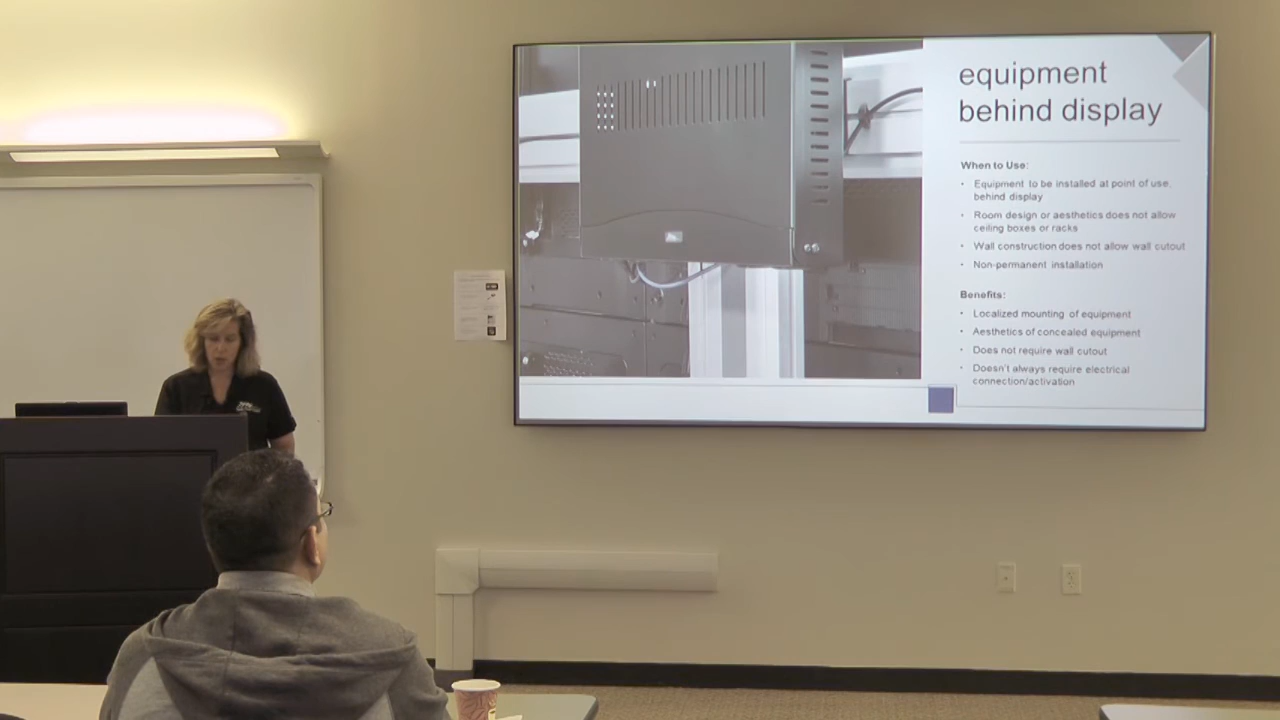 equipment
behind display
When to Use:
• Equipment to be installed at point of use,
behind display
• Room design or aesthetics does not allow
ceiling boxes or racks
• Wall construction does not allow wall cutout
• Non-permanent installation
Benefits:
• Localized mounting of equipment
• Aesthetics of concealed equipment
• Does not require wall cutout
• Doesn't always require electrical
connection/activation